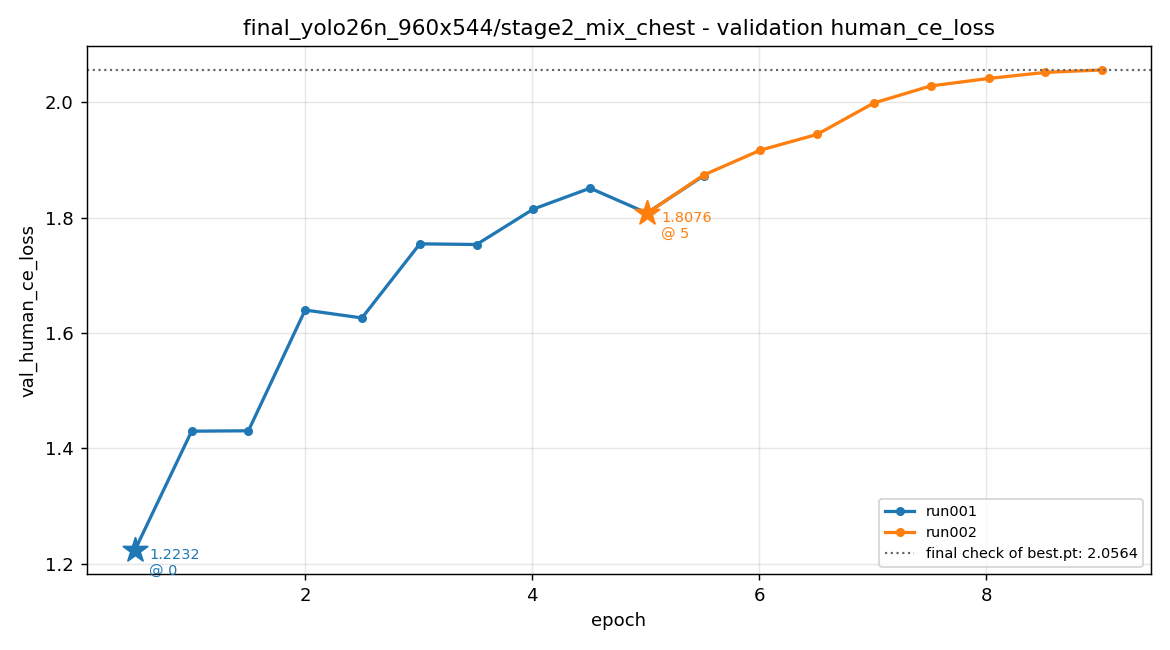 final_yolo26n_960x544/stage2_mix_chest - validation human_ce_loss
val_human_ce_loss
2.0
1.8
1.6
1.4
1.2
1.8076
@ 5
1.2232
@ 0
run001
run002
final check of best.pt: 2.0564
2
4
6
8
epoch